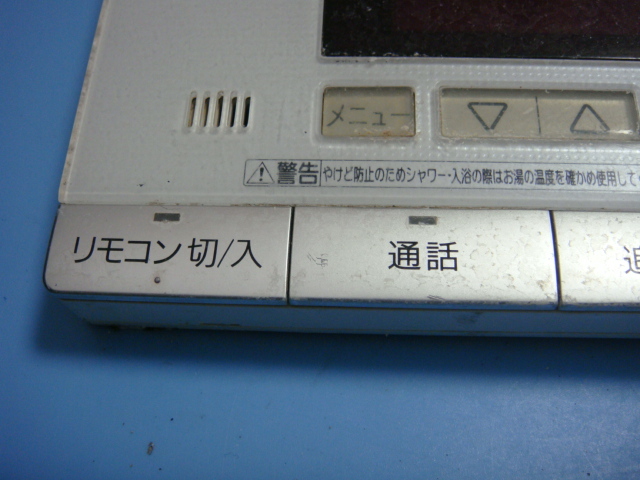 メニュー ▽ △
警告 やけど防止のためシャワー・入浴の際はお湯の温度を確かめ使用して
リモコン 切/入 通話 追